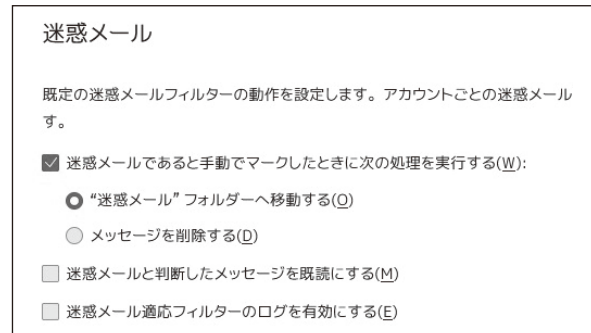 迷惑メール
既定の迷惑メールフィルターの動作を設定します。アカウントごとの迷惑メール
す。
迷惑メールであると手動でマークしたときに次の処理を実行する(W):
“迷惑メール” フォルダーへ移動する(O)
メッセージを削除する(D)
迷惑メールと判断したメッセージを既読にする(M)
迷惑メール適応フィルターのログを有効にする(E)